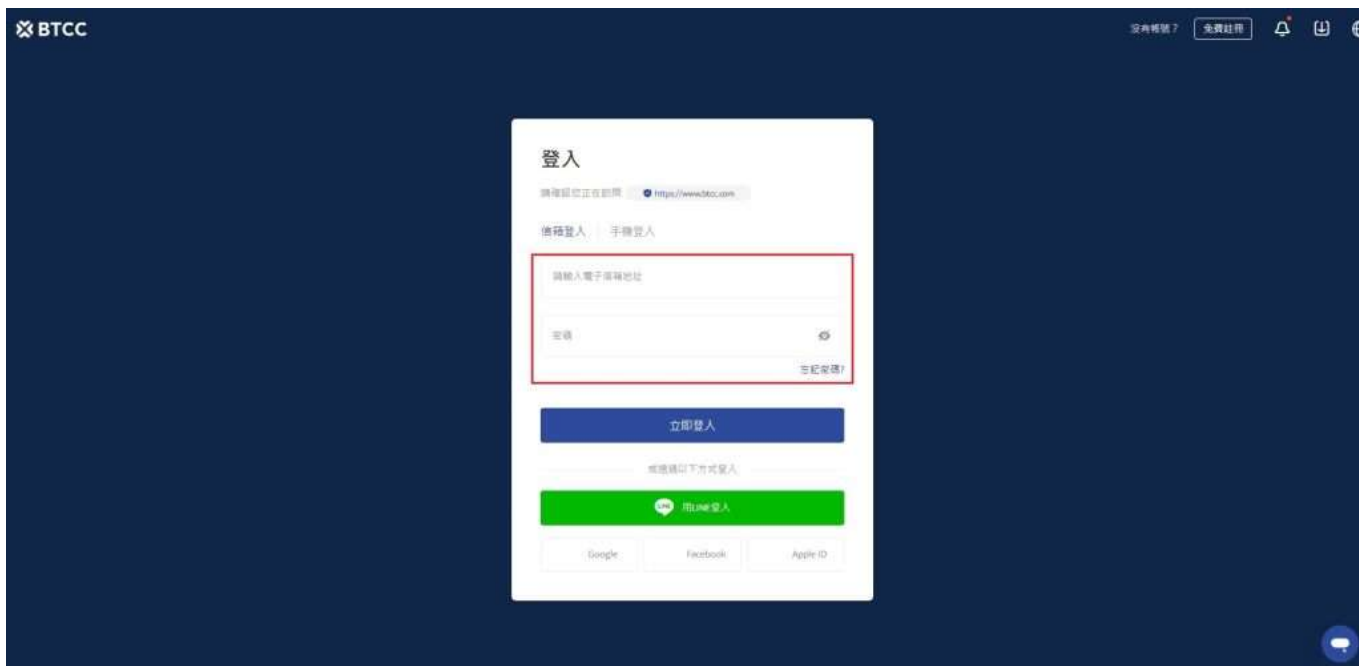 BTCC
沒有帳號？ 免費註冊
登入
請確認您正在訪問 https://www.btcc.com
信箱登入 手機登入
請輸入電子信箱地址
密碼
忘記密碼?
立即登入
或通過以下方式登入
LINE 用LINE登入
Google Facebook Apple ID